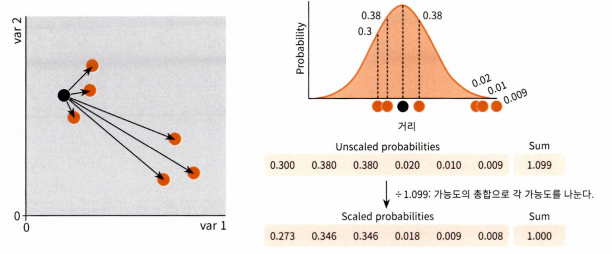 var 2
0
0
var 1
Probability
0.38
0.38
0.3
0.02
0.01
0.009
거리
Unscaled probabilities Sum
0.300 0.380 0.380 0.020 0.010 0.009 1.099
÷1.099: 가능도의 총합으로 각 가능도를 나눈다.
Scaled probabilities Sum
0.273 0.346 0.346 0.018 0.009 0.008 1.000